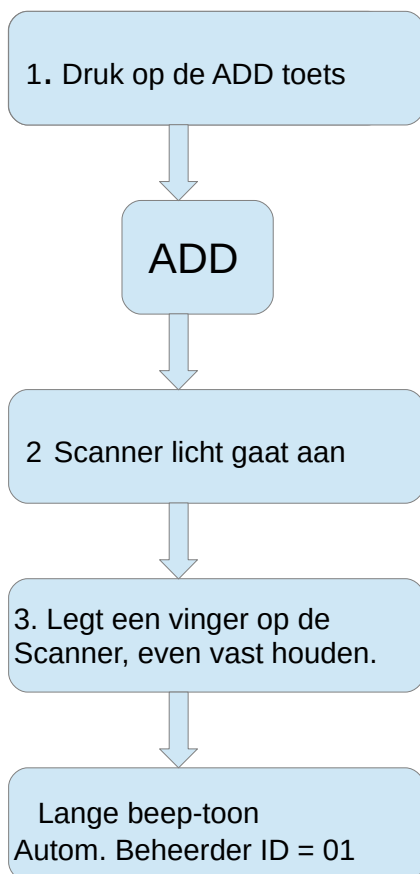 1. Druk op de ADD toets
ADD
2 Scanner licht gaat aan
3. Legt een vinger op de
Scanner, even vast houden.
Lange beep-toon
Autom. Beheerder ID = 01